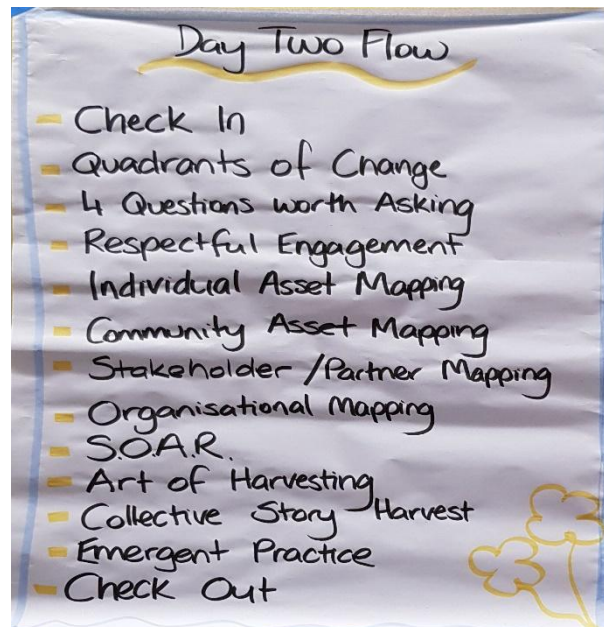 Day Two Flow
Check In
Quadrants of Change
4 Questions worth Asking
Respectful Engagement
Individual Asset Mapping
Community Asset Mapping
Stakeholder /Partner Mapping
Organisational Mapping
S.O.A.R.
Art of Harvesting
Collective Story Harvest
Emergent Practice
Check Out